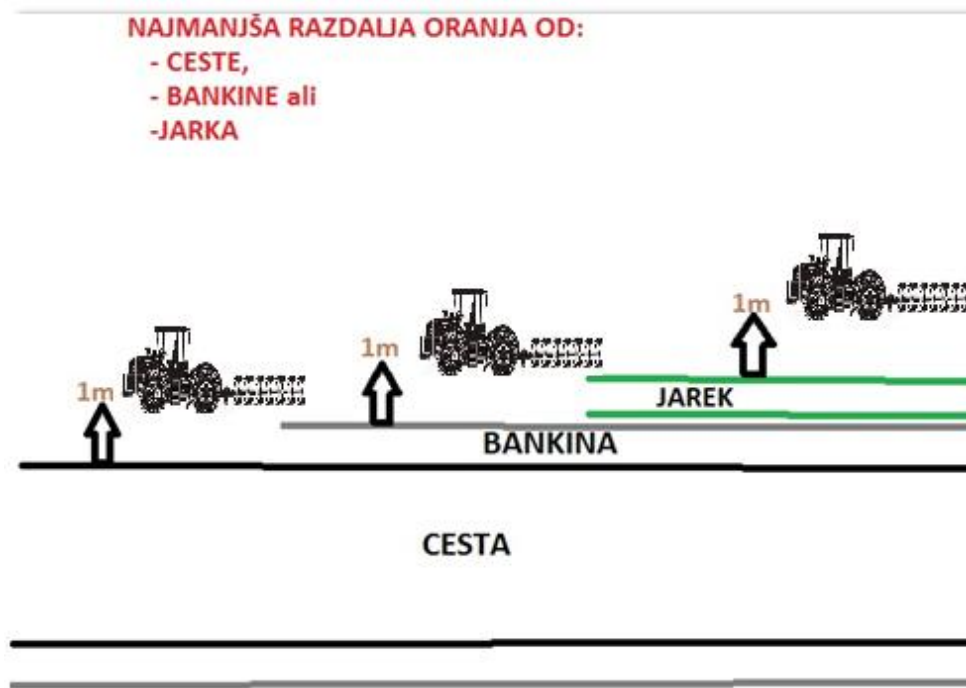 NAJMANJŠA RAZDALJA ORANJA OD:
- CESTE,
- BANKINE ali
-JARKA
1m
1m
1m
JAREK
BANKINA
CESTA